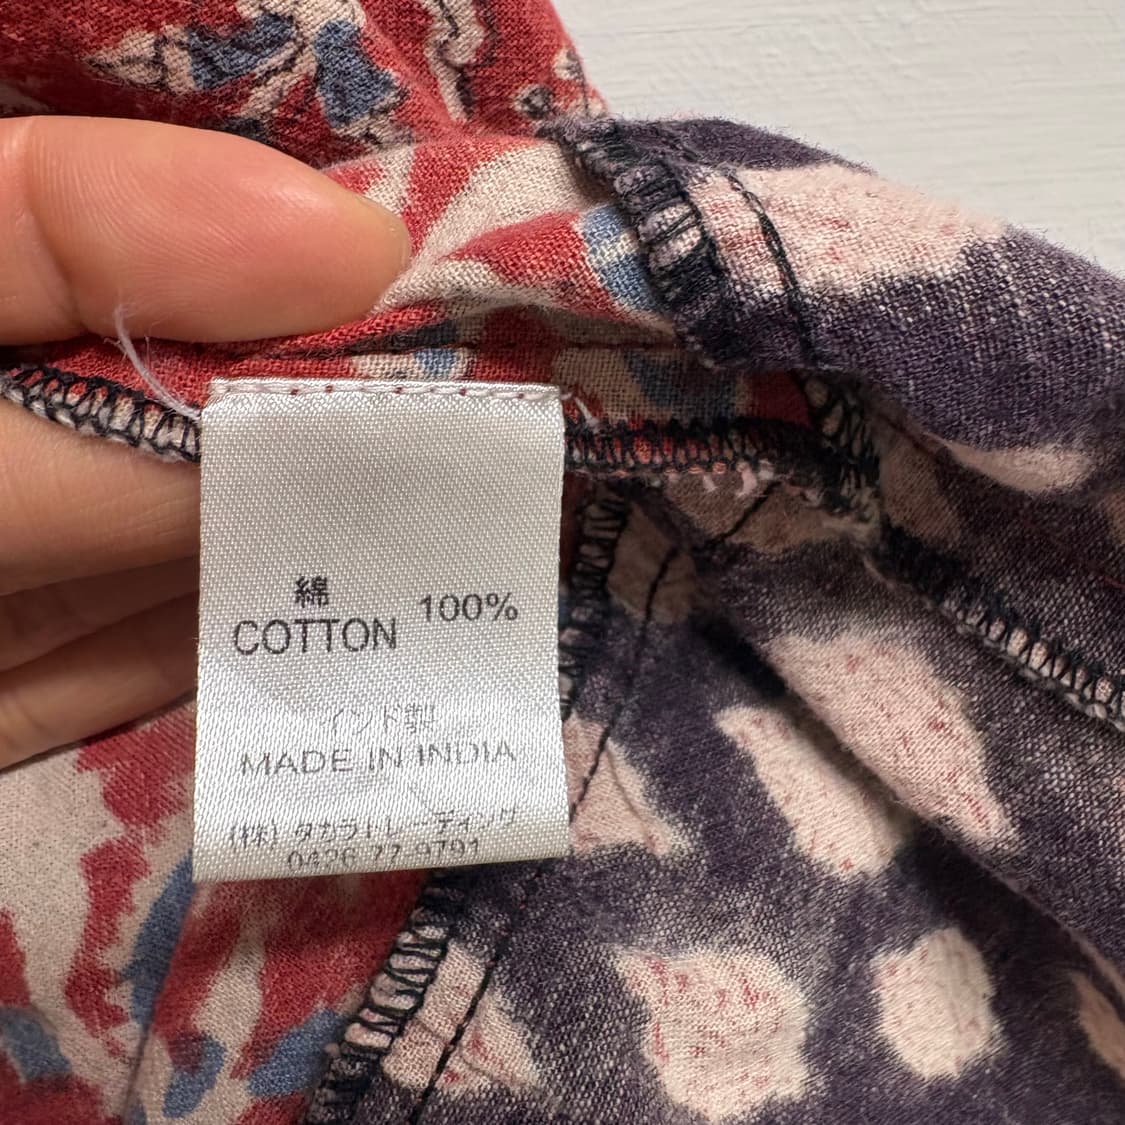 綿
COTTON 100%
インド製
MADE IN INDIA
(株) タカラトレーディング
0426 77 9791